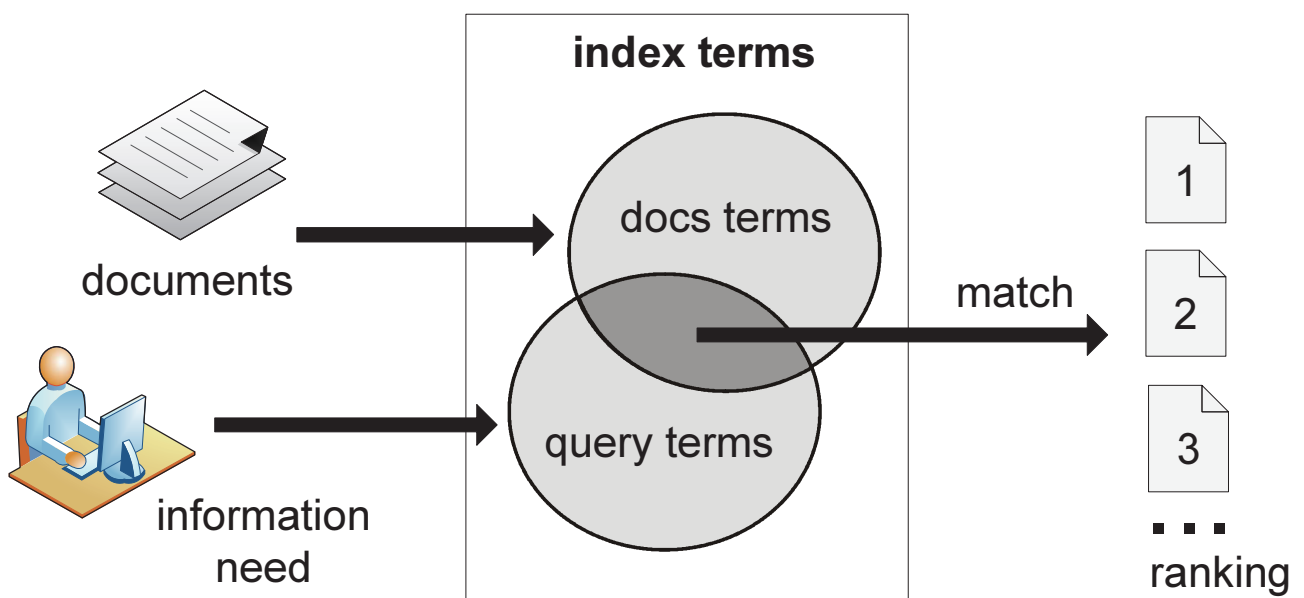 index terms
docs terms
documents
match
query terms
information
need
1
2
3
...
ranking